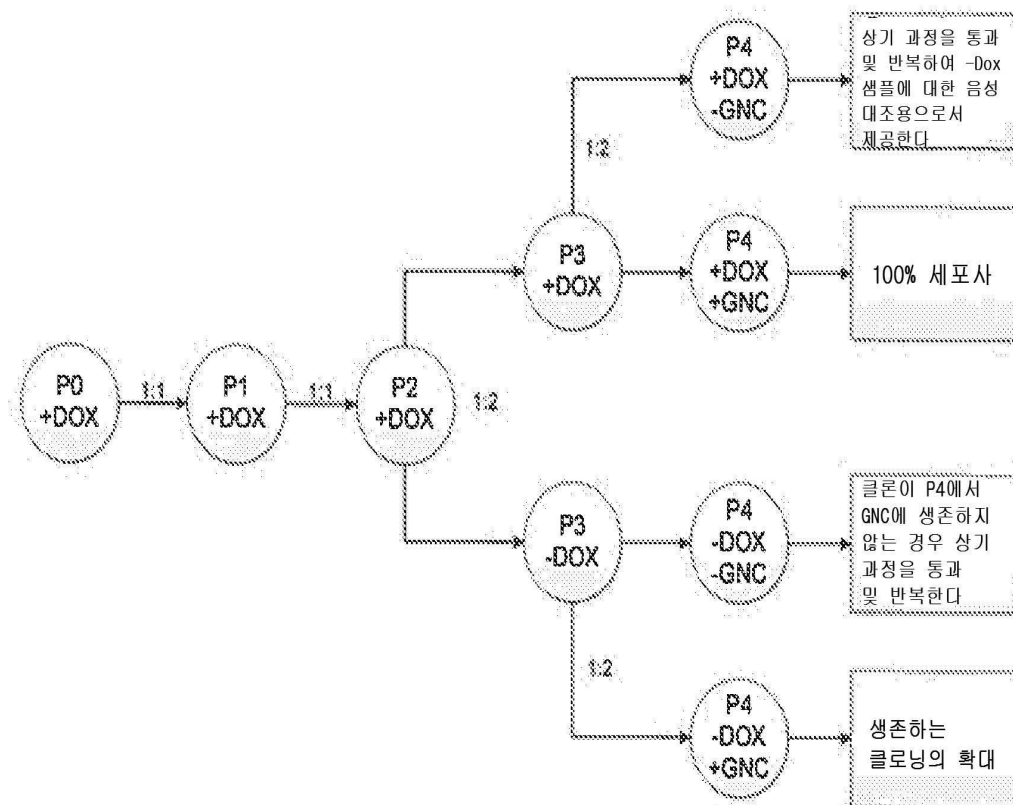 P0
+DOX
1:1
P1
+DOX
1:1
P2
+DOX
1:2
P3
+DOX
1:2
P4
+DOX
-GNC
상기 과정을 통과
및 반복하여 -Dox
샘플에 대한 음성
대조용으로서
제공한다
P4
+DOX
+GNC
100% 세포사
P3
-DOX
P4
-DOX
-GNC
클론이 P4에서
GNC에 생존하지
않는 경우 상기
과정을 통과
및 반복한다
1:2
P4
-DOX
+GNC
생존하는
클로닝의 확대